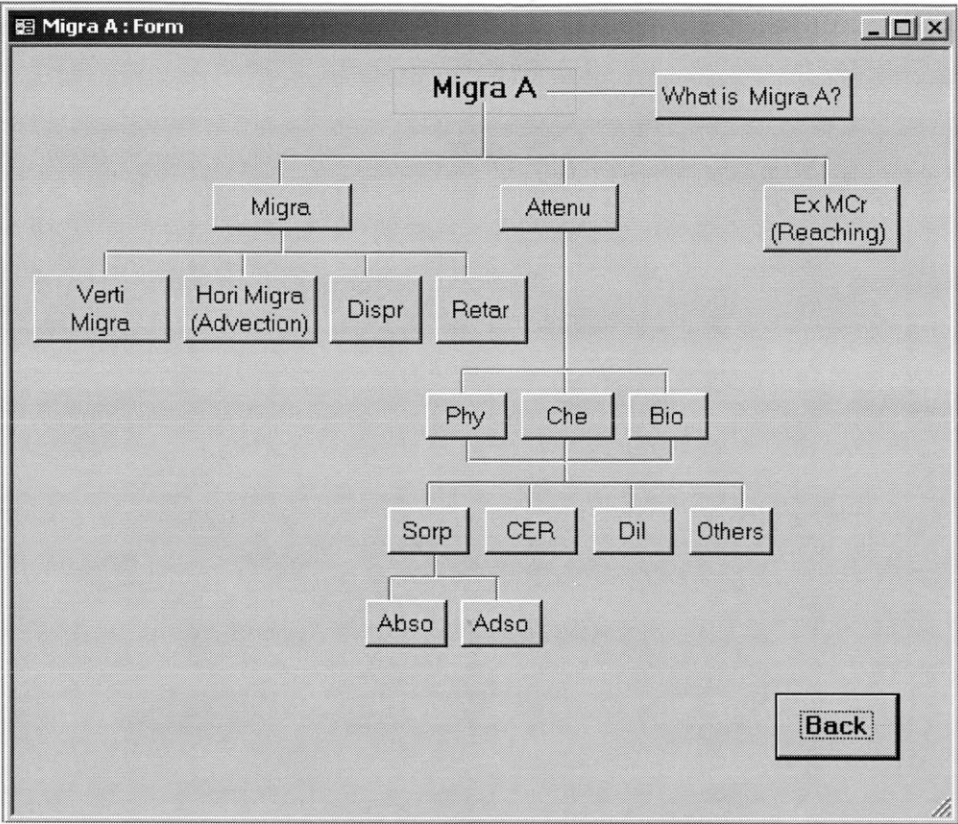 Migra A : Form
Migra A
What is Migra A?
Migra
Attenu
Ex MCr
(Reaching)
Verti
Migra
Hori Migra
(Advection)
Dispr
Retar
Phy
Che
Bio
Sorp
CER
Dil
Others
Abso
Adso
Back